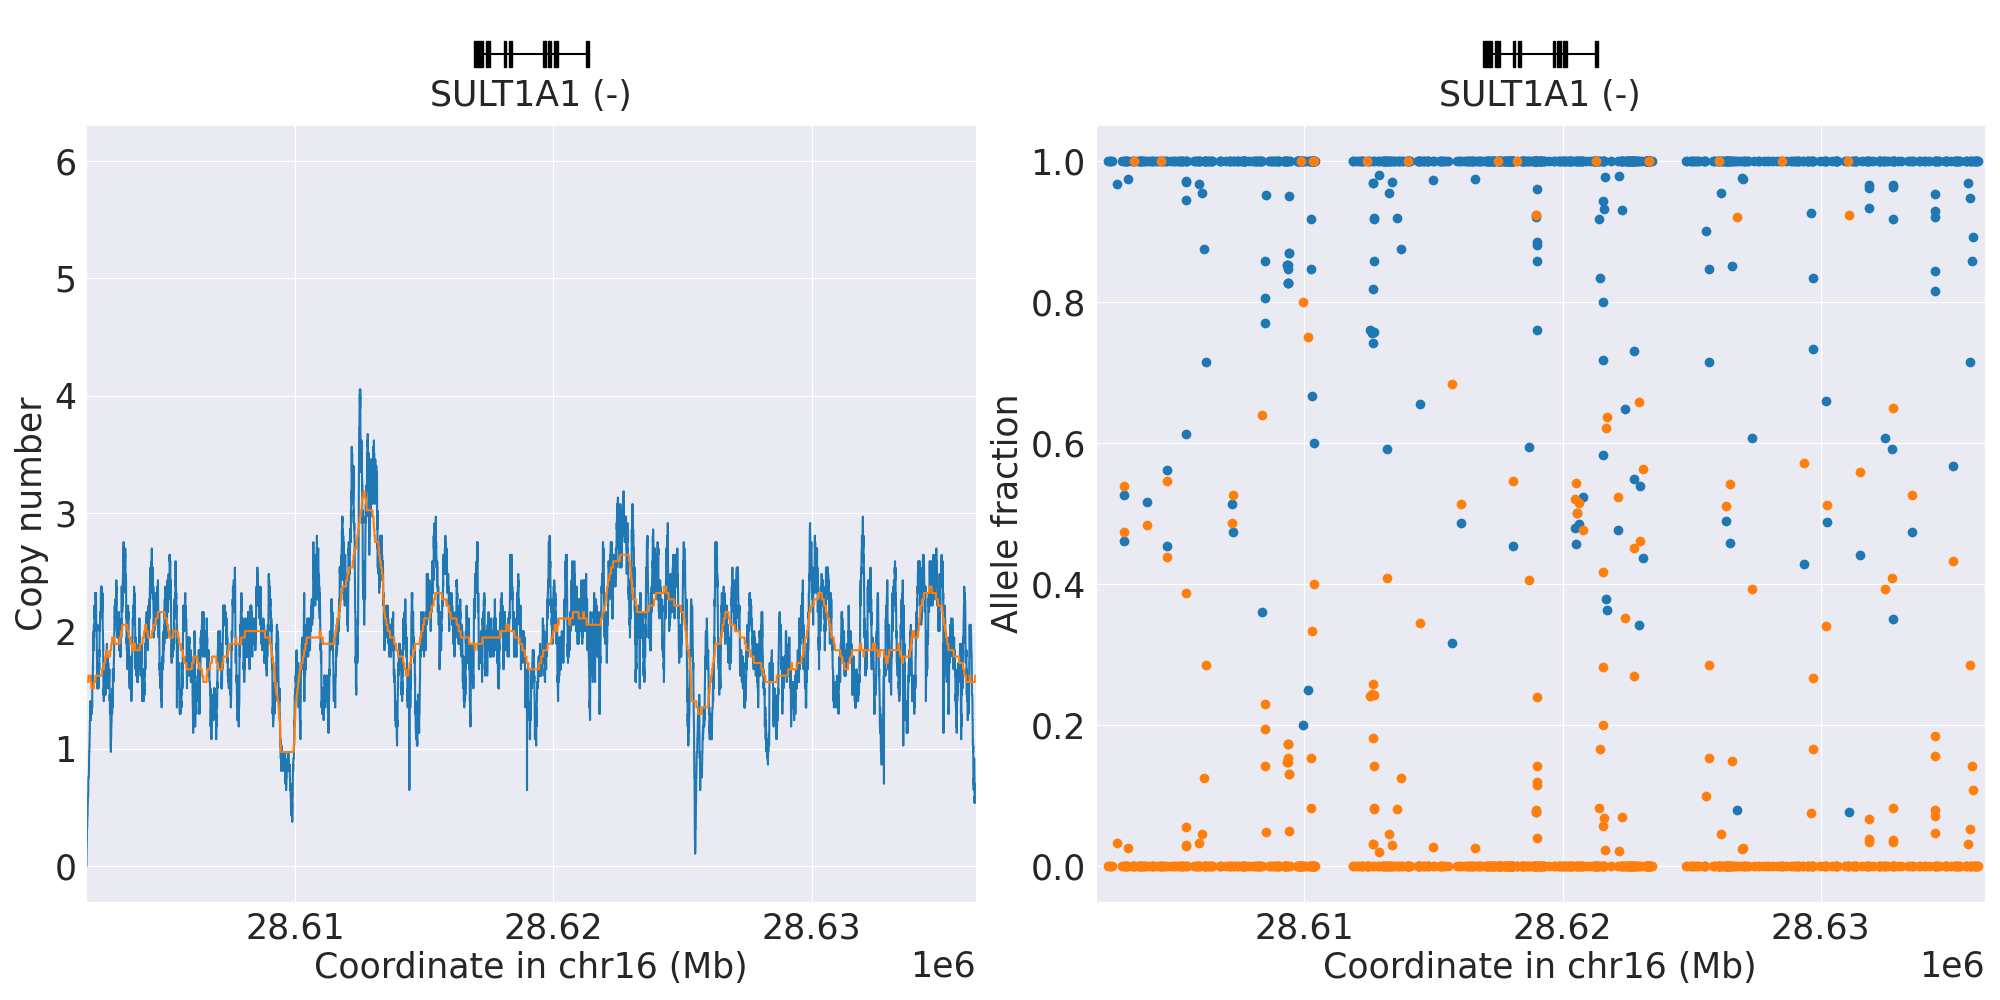 SULT1A1 (-)
6
5
4
3
2
1
0
Copy number
28.61
28.62
28.63
Coordinate in chr16 (Mb)
1e6
SULT1A1 (-)
1.0
0.8
0.6
0.4
0.2
0.0
Allele fraction
28.61
28.62
28.63
Coordinate in chr16 (Mb)
1e6